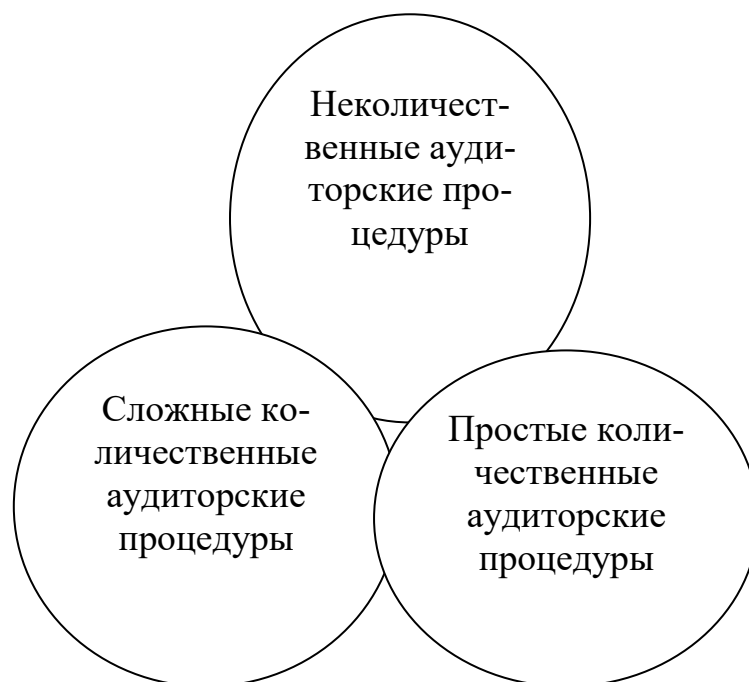 Неколичест-
венные ауди-
торские про-
цедуры
Сложные ко-
личественные
аудиторские
процедуры
Простые коли-
чественные
аудиторские
процедуры